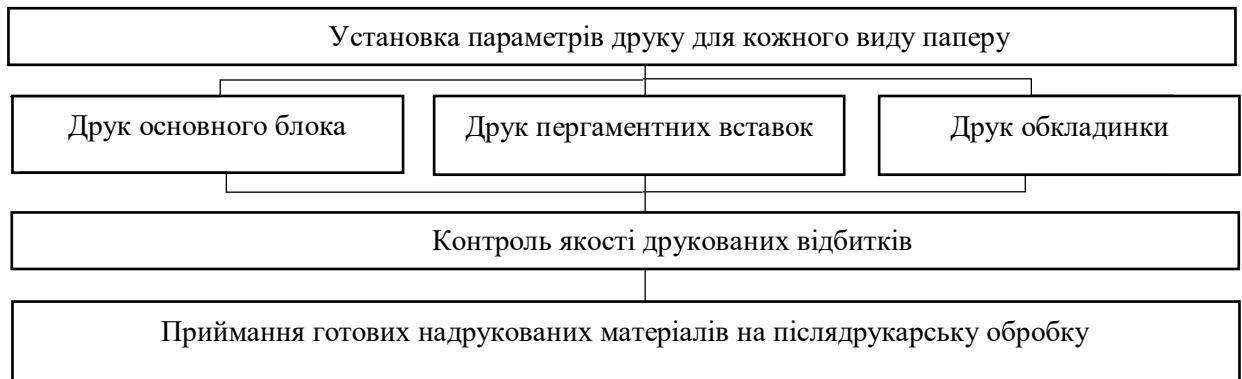 Установка параметрів друку для кожного виду паперу
Друк основного блока
Друк пергаментних вставок
Друк обкладинки
Контроль якості друкованих відбитків
Приймання готових надрукованих матеріалів на післядрукарську обробку